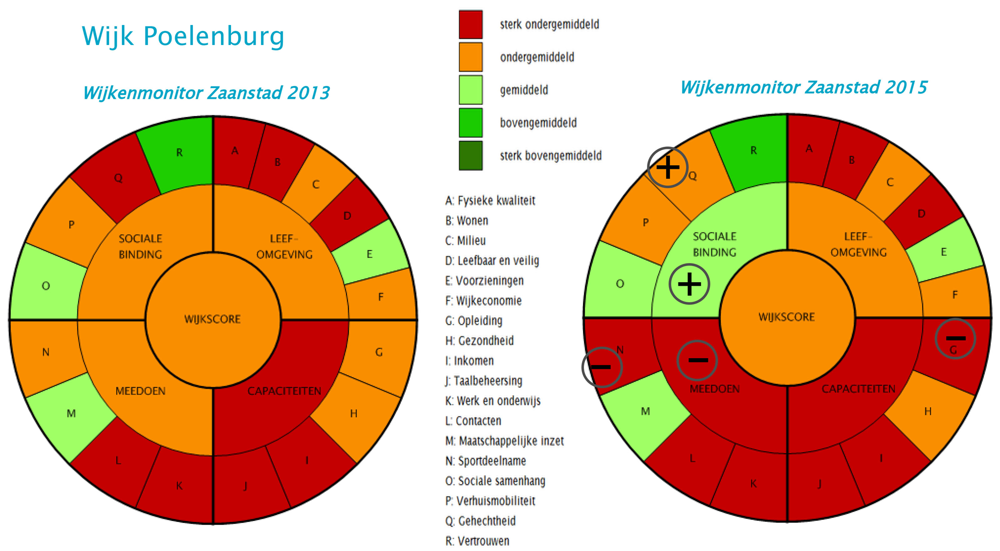 Wijk Poelenburg
Wijkenmonitor Zaanstad 2013
R
A
Q
B
C
P
D
SOCIALE
BINDING
LEEF-
OMGEVING
E
O
F
WIJKSCORE
N
G
MEEDOEN
CAPACITEITEN
M
H
L
I
K
J
sterk ondergemiddeld
ondergemiddeld
gemiddeld
bovengemiddeld
sterk bovengemiddeld
A: Fysieke kwaliteit
B: Wonen
C: Milieu
D: Leefbaar en veilig
E: Voorzieningen
F: Wijkeconomie
G: Opleiding
H: Gezondheid
I: Inkomen
J: Taalbeheersing
K: Werk en onderwijs
L: Contacten
M: Maatschappelijke inzet
N: Sportdeelname
O: Sociale samenhang
P: Verhuismobiliteit
Q: Gehechtheid
R: Vertrouwen
Wijkenmonitor Zaanstad 2015
R
A
+
Q
B
C
P
D
SOCIALE
BINDING
LEEF-
OMGEVING
E
+
O
F
WIJKSCORE
N
−
−
−
G
MEEDOEN
CAPACITEITEN
M
H
L
I
K
J